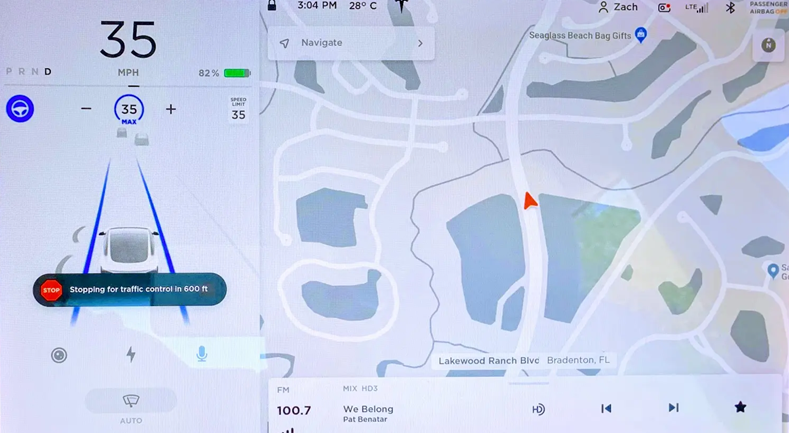 35
P R N D
MPH
82%
35
MAX
SPEED
LIMIT
35
STOP
Stopping for traffic control in 600 ft
AUTO
3:04 PM
28° C
Zach
LTE
PASSENGER
AIRBAG OFF
Navigate
Seaglass Beach Bag Gifts
N
Lakewood Ranch Blvd
Bradenton, FL
FM
MIX HD3
100.7
We Belong
Pat Benatar
HD